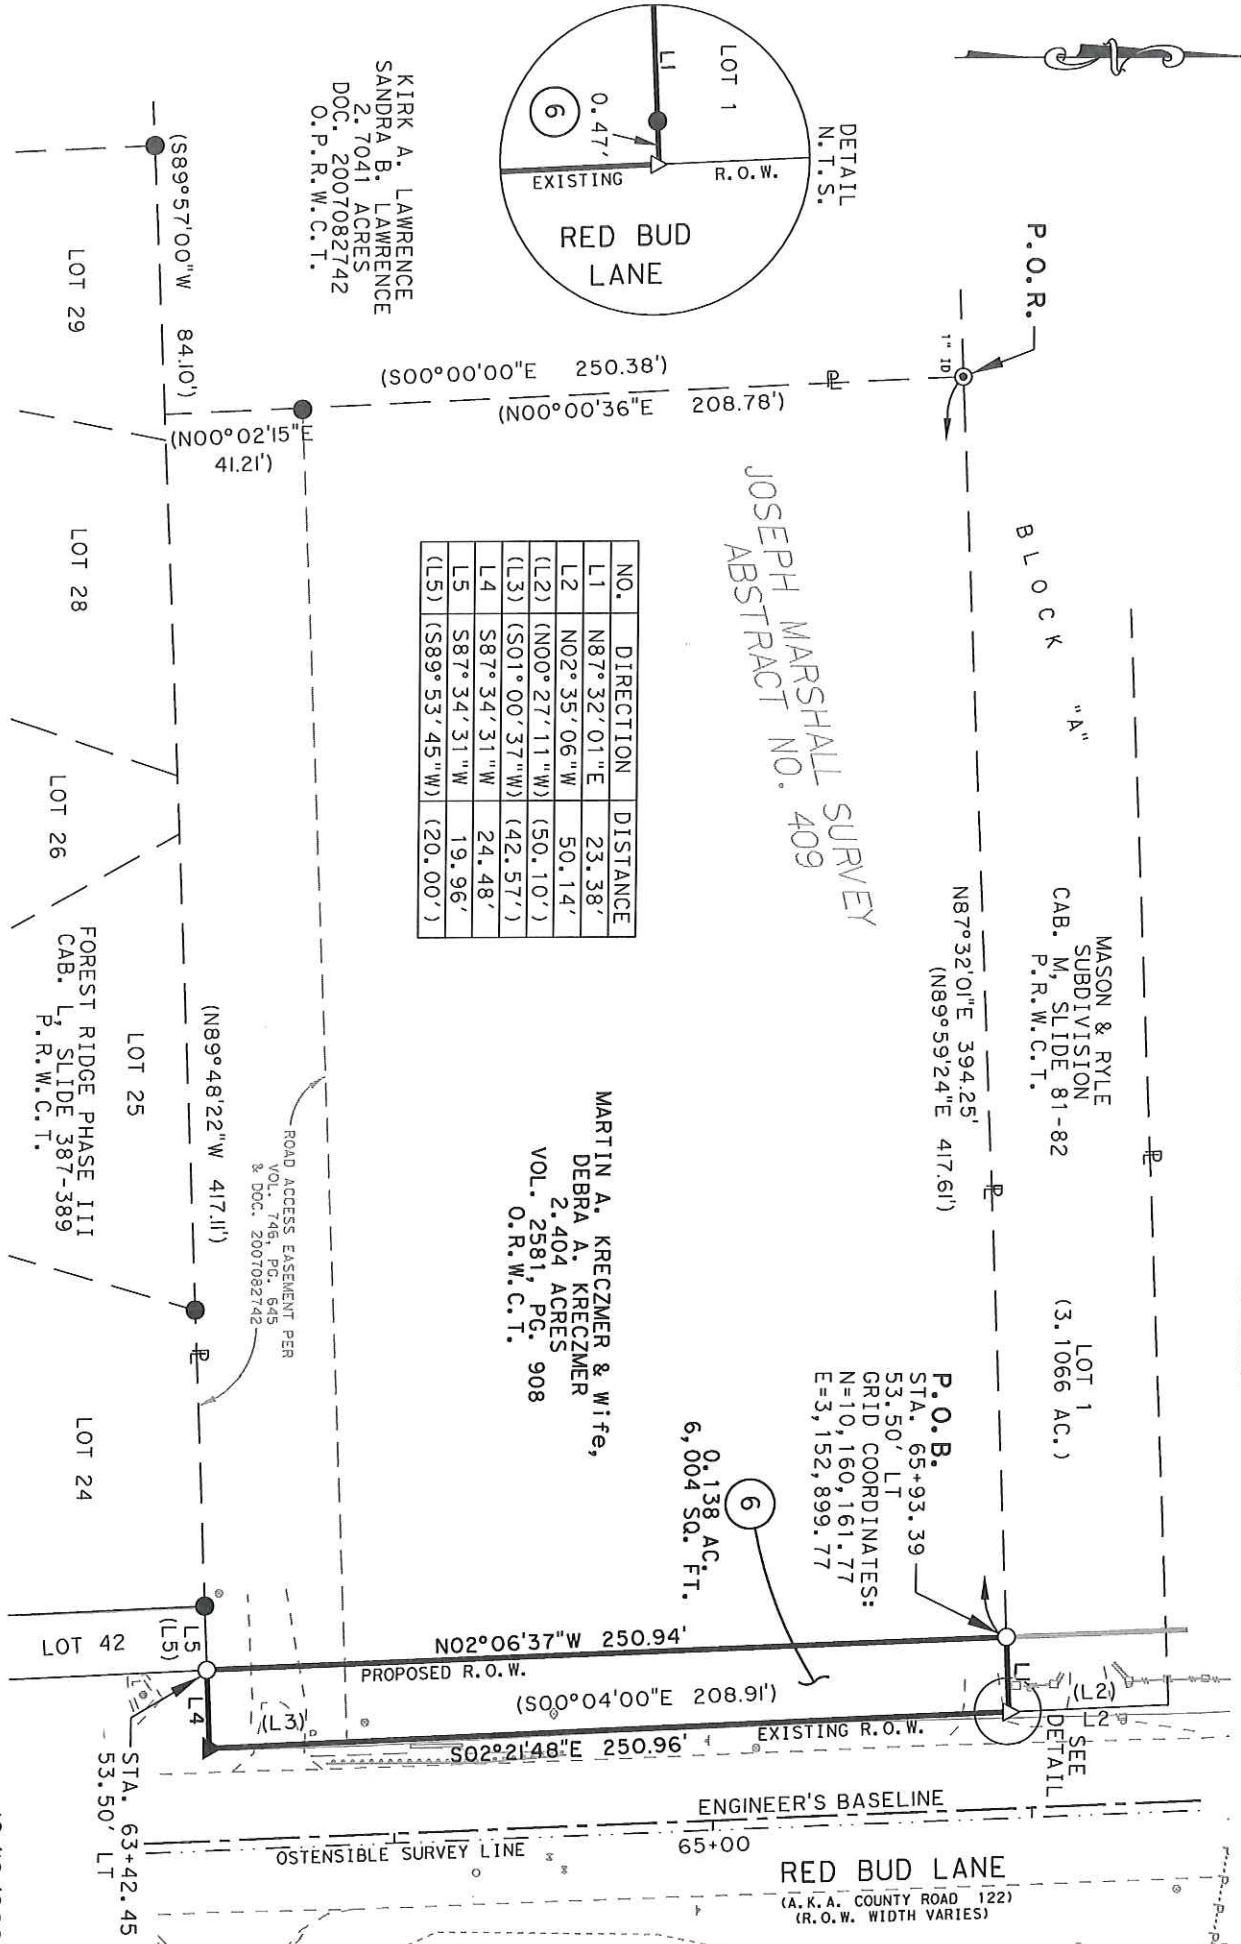 DETAIL
N.T.S.
LOT 1
L1
0.47'
6
EXISTING
R.O.W.
RED BUD
LANE
P.O.R.
1" ID
KIRK A. LAWRENCE
SANDRA B. LAWRENCE
2.7041 ACRES
DOC. 2007082742
O.P.R.W.C.T.
(S89°57'00"W 84.10')
LOT 29
(S00°00'00"E 250.38')
(N00°00'36"E 208.78')
(N00°02'15"E
41.21')
P
L
BLOCK "A"
JOSEPH MARSHALL SURVEY
ABSTRACT NO. 409
NO. DIRECTION DISTANCE
L1 N87°32'01"E 23.38'
L2 N02°35'06"W 50.14'
(L2) (N00°27'11"W) (50.10')
(L3) (S01°00'37"W) (42.57')
L4 S87°34'31"W 24.48'
L5 S87°34'31"W 19.96'
(L5) (S89°53'45"W) (20.00')
LOT 28
LOT 26
MASON & RYLE
SUBDIVISION
CAB. M, SLIDE 81-82
P.R.W.C.T.
N87°32'01"E 394.25'
(N89°59'24"E 417.61')
P
L
P
L
FOREST RIDGE PHASE III
CAB. L, SLIDE 387-389
P.R.W.C.T.
LOT 25
(N89°48'22"W 417.11')
ROAD ACCESS EASEMENT PER
VOL. 746, PG. 645
& DOC. 2007082742
MARTIN A. KRECZMER & Wife,
DEBRA A. KRECZMER
2.404 ACRES
VOL. 2581, PG. 908
O.R.W.C.T.
LOT 1
(3.1066 AC.)
P.O.B.
STA. 65+93.39
53.50' LT
GRID COORDINATES:
N=10,160,161.77
E=3,152,899.77
6
0.138 AC.
6,004 SQ. FT.
P
L
LOT 24
LOT 42
L5
(L5)
L4
(L3)
N02°06'37"W 250.94'
PROPOSED R.O.W.
(S00°04'00"E 208.91')
EXISTING R.O.W.
S02°21'48"E 250.96'
L1
(L2)
L2
SEE
DETAIL
STA. 63+42.45
53.50' LT
ENGINEER'S BASELINE
OSTENSIBLE SURVEY LINE
65+00
RED BUD LANE
(A.K.A. COUNTY ROAD 122)
(R.O.W. WIDTH VARIES)